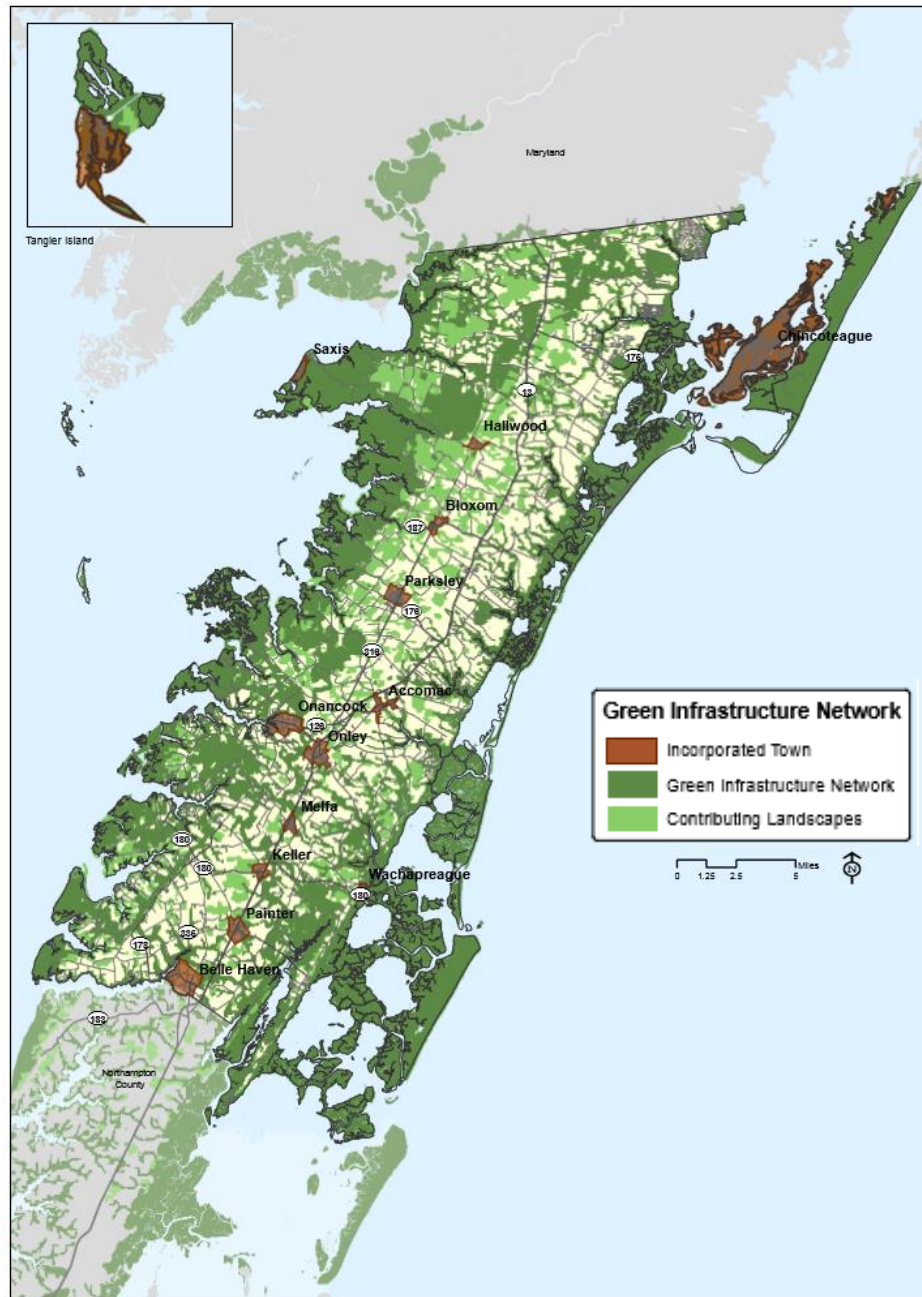 Maryland
Tangier Island
Saxis
Chincoteague
175
13
Hallwood
Bloxom
187
Parksley
176
316
Accomac
Onancock
126
Onley
Green Infrastructure Network
Incorporated Town
Green Infrastructure Network
Contributing Landscapes
Melfa
180
Keller
180
Wachapreague
180
Miles
0 1.25 2.5 5
N
Painter
178
Belle Haven
183
Northampton
County